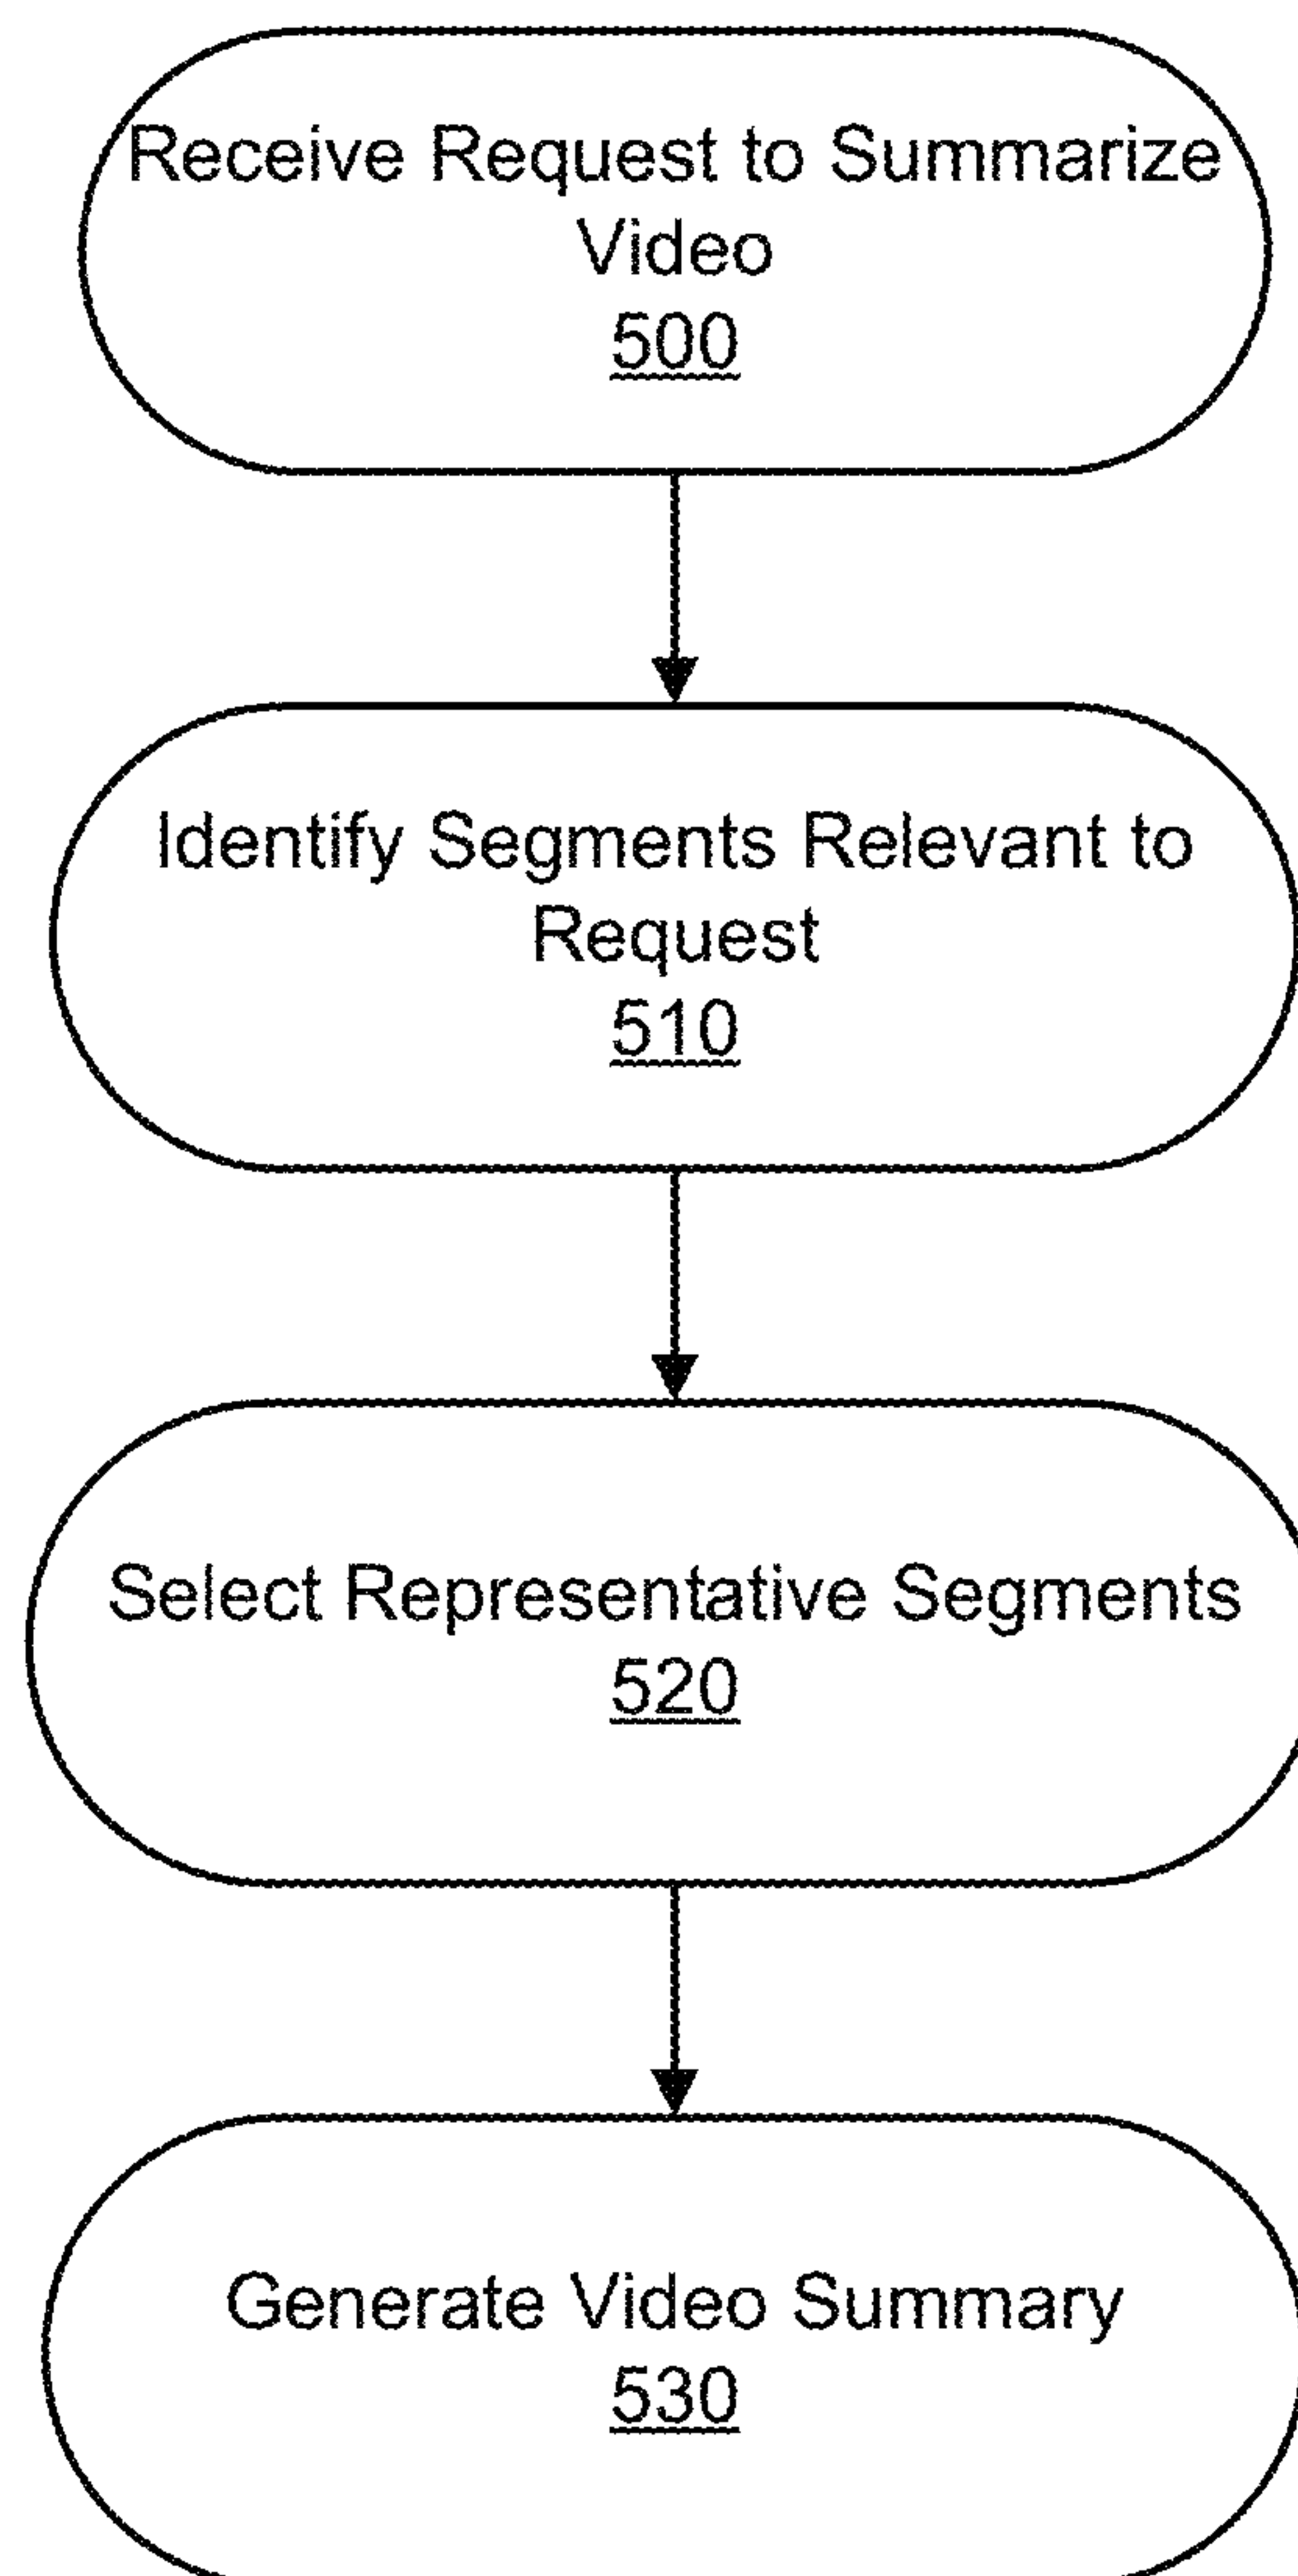 Receive Request to Summarize
Video
500
Identify Segments Relevant to
Request
510
Select Representative Segments
520
Generate Video Summary
530